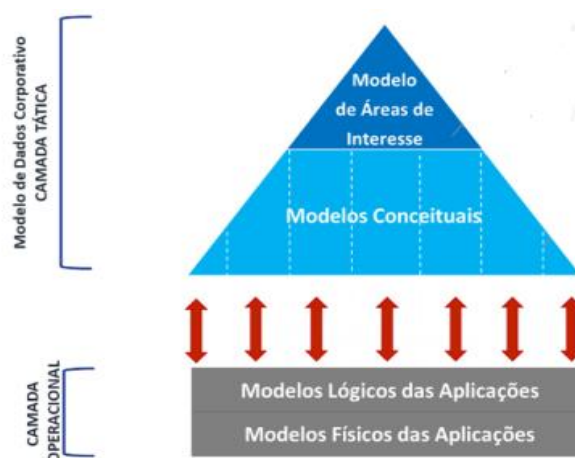 Modelo de Dados Corporativo
CAMADA TÁTICA
Modelo
de Áreas de
Interesse
Modelos Conceituais
CAMADA
OPERACIONAL
Modelos Lógicos das Aplicações
Modelos Físicos das Aplicações